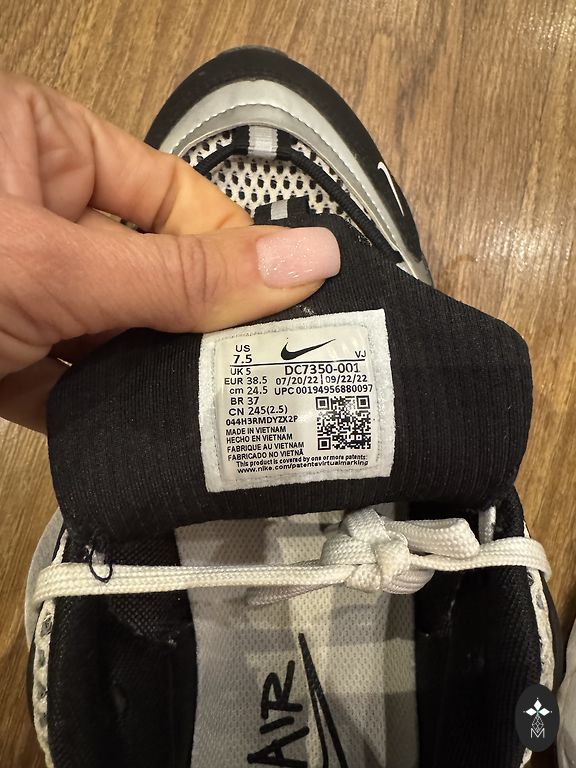 US
7.5
VJ
UK 5
DC7350-001
EUR 38.5
07/20/22 | 09/22/22
cm 24.5
UPC 00194956880097
BR 37
CN 245(2.5)
044H3RMDYZX2P
MADE IN VIETNAM
HECHO EN VIETNAM
FABRIQUE AU VIETNAM
FABRICADO NO VIETNÃ
This product is covered by one or more patents:
www.nike.com/patentsvirtualmarking
AIR
M